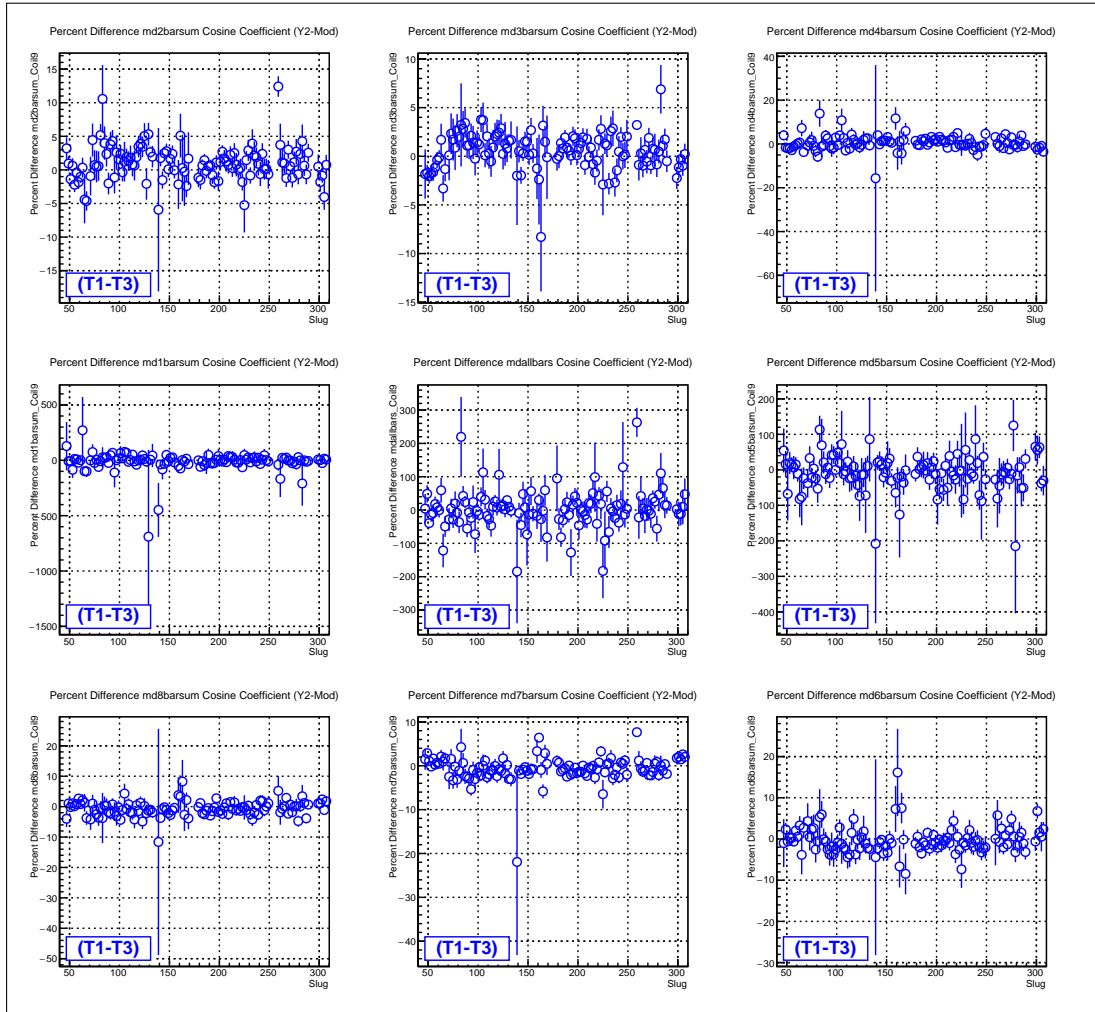 Percent Difference md2barsum Cosine Coefficient (Y2-Mod)
Percent Difference md2barsum_Coil9
15
10
5
0
−5
−10
−15
(T1-T3)
50 100 150 200 250 300
Slug
Percent Difference md3barsum Cosine Coefficient (Y2-Mod)
Percent Difference md3barsum_Coil9
10
5
0
−5
−10
−15
(T1-T3)
50 100 150 200 250 300
Slug
Percent Difference md4barsum Cosine Coefficient (Y2-Mod)
Percent Difference md4barsum_Coil9
40
20
0
−20
−40
−60
(T1-T3)
50 100 150 200 250 300
Slug
Percent Difference md1barsum Cosine Coefficient (Y2-Mod)
Percent Difference md1barsum_Coil9
500
0
−500
−1000
−1500
(T1-T3)
50 100 150 200 250 300
Slug
Percent Difference mdallbars Cosine Coefficient (Y2-Mod)
Percent Difference mdallbars_Coil9
300
200
100
0
−100
−200
−300
(T1-T3)
50 100 150 200 250 300
Slug
Percent Difference md5barsum Cosine Coefficient (Y2-Mod)
Percent Difference md5barsum_Coil9
200
100
0
−100
−200
−300
−400
(T1-T3)
50 100 150 200 250 300
Slug
Percent Difference md8barsum Cosine Coefficient (Y2-Mod)
Percent Difference md8barsum_Coil9
20
10
0
−10
−20
−30
−40
−50
(T1-T3)
50 100 150 200 250 300
Slug
Percent Difference md7barsum Cosine Coefficient (Y2-Mod)
Percent Difference md7barsum_Coil9
10
0
−10
−20
−30
−40
(T1-T3)
50 100 150 200 250 300
Slug
Percent Difference md6barsum Cosine Coefficient (Y2-Mod)
Percent Difference md6barsum_Coil9
20
10
0
−10
−20
−30
(T1-T3)
50 100 150 200 250 300
Slug